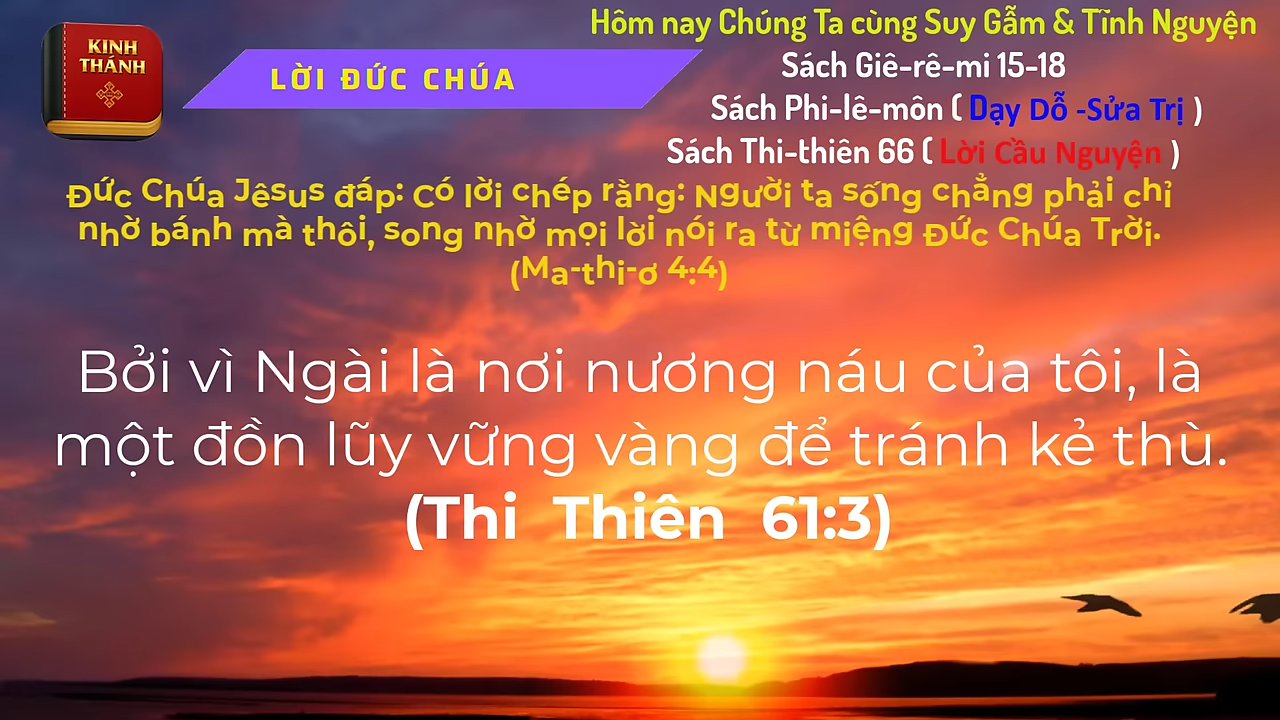 KINH
THÁNH
LỜI ĐỨC CHÚA
Hôm nay Chúng Ta cùng Suy Gẫm & Tĩnh Nguyện
Sách Giê-rê-mi 15-18
Sách Phi-lê-môn ( Dạy Dỗ -Sửa Trị )
Sách Thi-thiên 66 ( Lời Cầu Nguyện )
Đức Chúa Jêsus đáp: Có lời chép rằng: Người ta sống chẳng phải chỉ
nhờ bánh mà thôi, song nhờ mọi lời nói ra từ miệng Đức Chúa Trời.
(Ma-thi-ơ 4:4)
Bởi vì Ngài là nơi nương náu của tôi, là
một đồn lũy vững vàng để tránh kẻ thù.
(Thi Thiên 61:3)